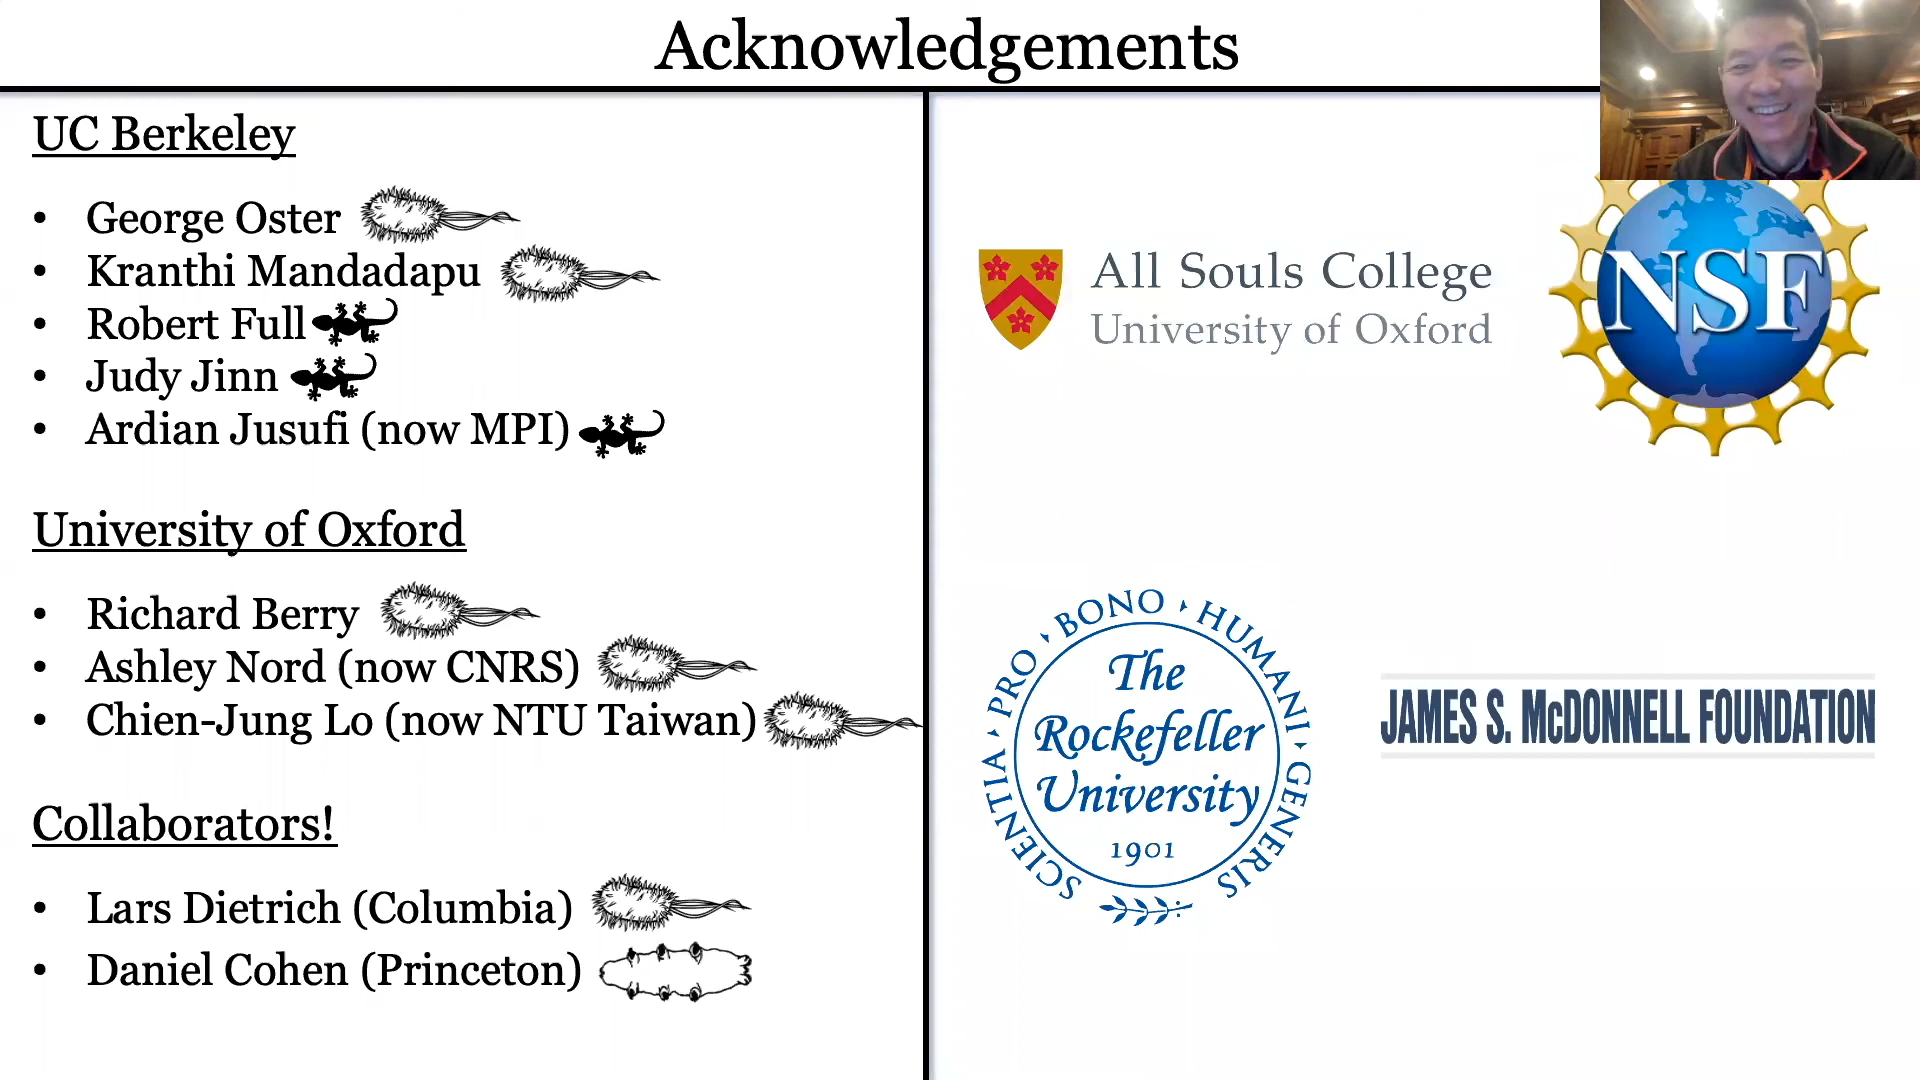 Acknowledgements
UC Berkeley
• George Oster
• Kranthi Mandadapu
• Robert Full
• Judy Jinn
• Ardian Jusufi (now MPI)
University of Oxford
• Richard Berry
• Ashley Nord (now CNRS)
• Chien-Jung Lo (now NTU Taiwan)
Collaborators!
• Lars Dietrich (Columbia)
• Daniel Cohen (Princeton)
All Souls College
University of Oxford
NSF
SCIENTIA • PRO • BONO • HUMANI • GENERIS
The
Rockefeller
University
1901
JAMES S. McDONNELL FOUNDATION